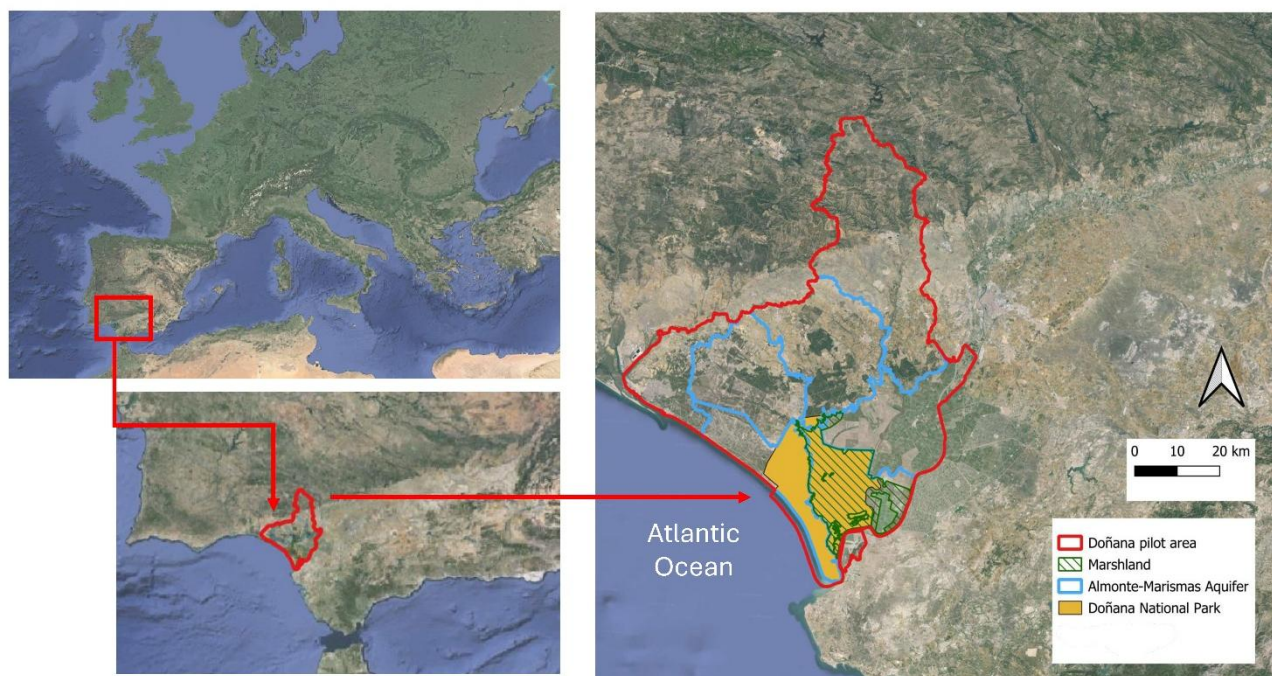 Atlantic
Ocean
0 10 20 km
Doñana pilot area
Marshland
Almonte-Marismas Aquifer
Doñana National Park